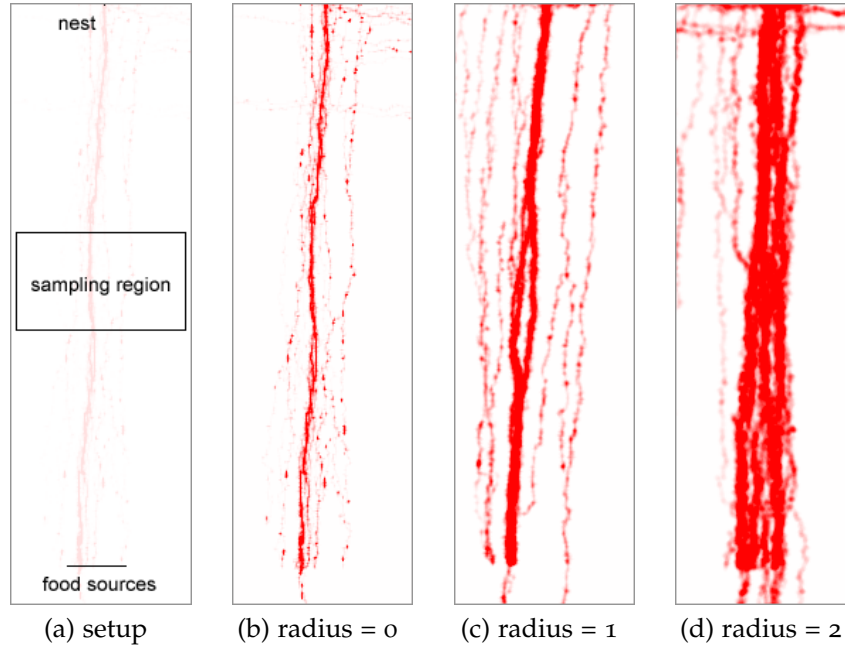 nest
sampling region
food sources
(a) setup
(b) radius = 0
(c) radius = 1
(d) radius = 2